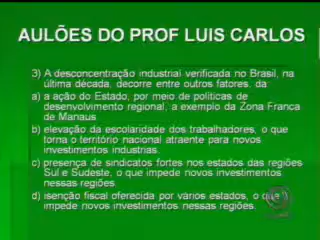 AULÕES DO PROF LUIS CARLOS
3) A desconcentração industrial verificada no Brasil, na
última década, decorre entre outros fatores, da
a) a ação do Estado, por meio de políticas de
desenvolvimento regional, a exemplo da Zona Franca
de Manaus.
b) elevação da escolaridade dos trabalhadores, o que
torna o território nacional atraente para novos
investimentos industriais.
c) presença de sindicatos fortes nos estados das regiões
Sul e Sudeste, o que impede novos investimentos
nessas regiões.
d) isenção fiscal oferecida por vários estados, o que
impede novos investimentos nessas regiões.